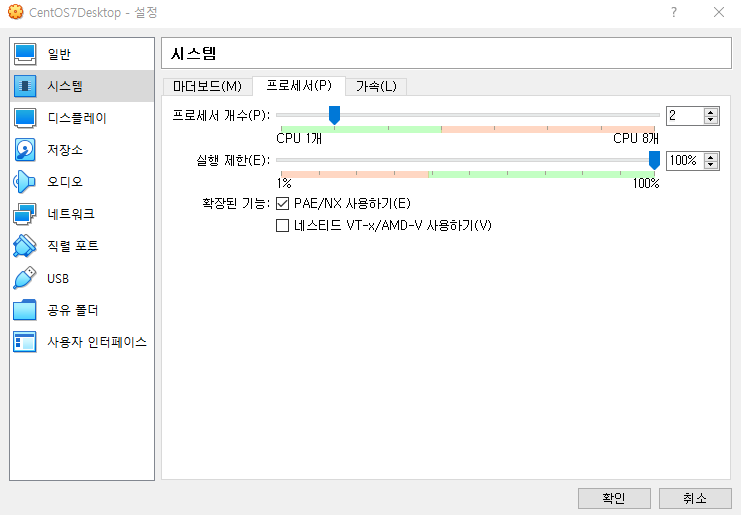 CentOS7Desktop - 설정
?
일반
시스템
디스플레이
저장소
오디오
네트워크
직렬 포트
USB
공유 폴더
사용자 인터페이스
시스템
마더보드(M) 프로세서(P) 가속(L)
프로세서 개수(P): 2
CPU 1개 CPU 8개
실행 제한(E): 100%
1% 100%
확장된 기능: PAE/NX 사용하기(E)
네스티드 VT-x/AMD-V 사용하기(V)
확인 취소